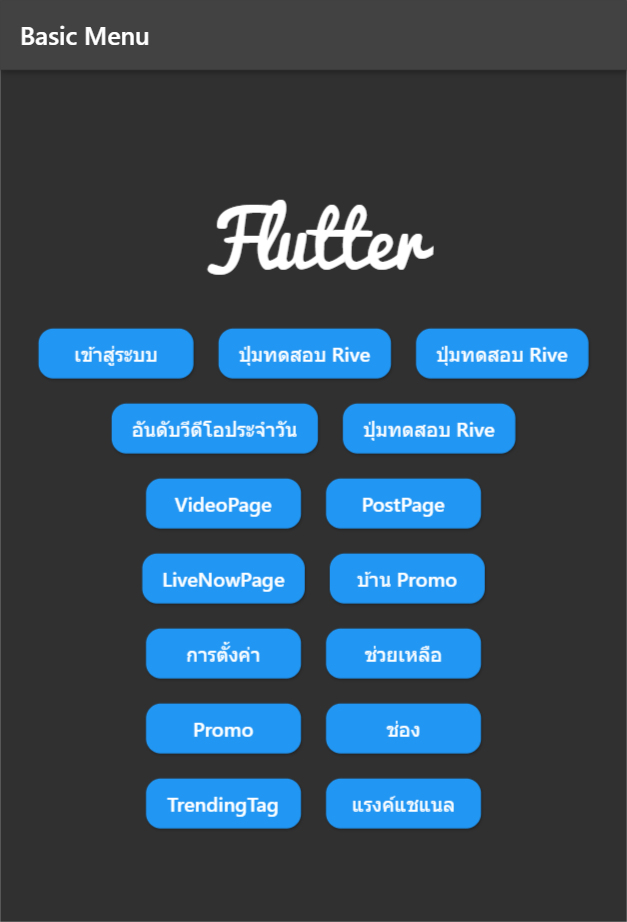 Basic Menu
Flutter
เข้าสู่ระบบ ปุ่มทดสอบ Rive ปุ่มทดสอบ Rive
อันดับวีดีโอประจำวัน ปุ่มทดสอบ Rive
VideoPage PostPage
LiveNowPage บ้าน Promo
การตั้งค่า ช่วยเหลือ
Promo ช่อง
TrendingTag แรงค์แชแนล